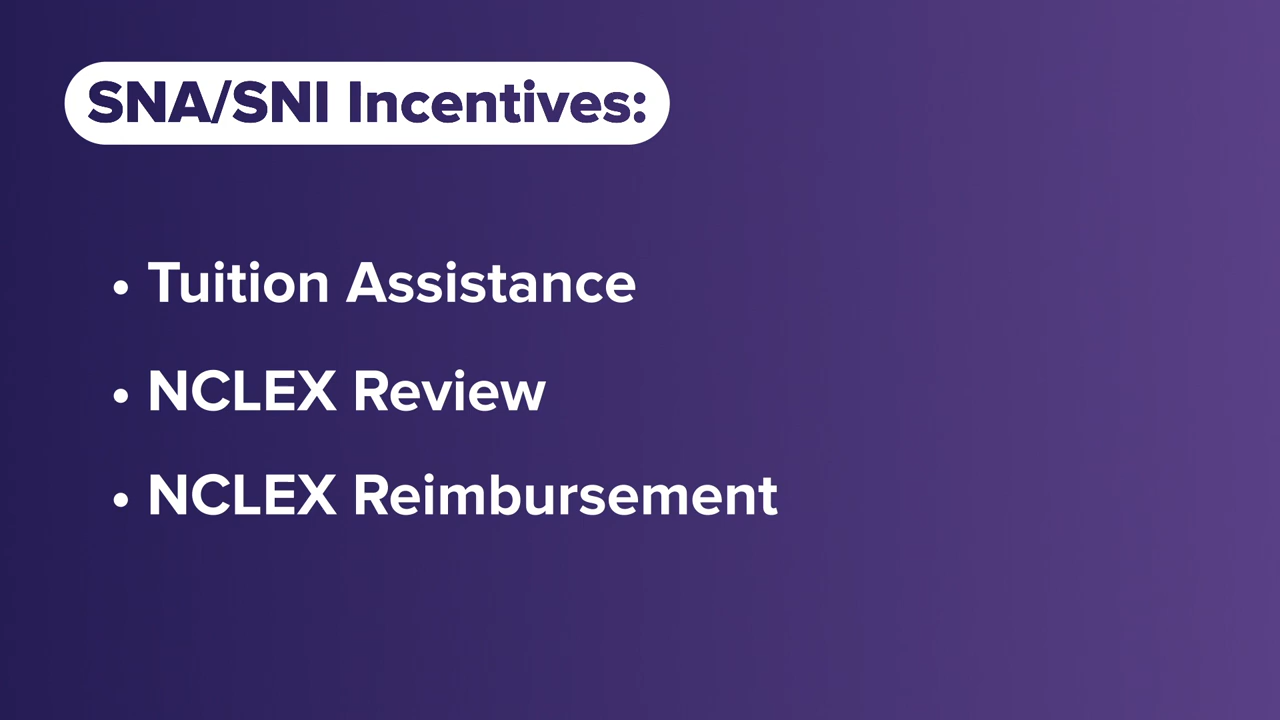 SNA/SNI Incentives:
• Tuition Assistance
• NCLEX Review
• NCLEX Reimbursement